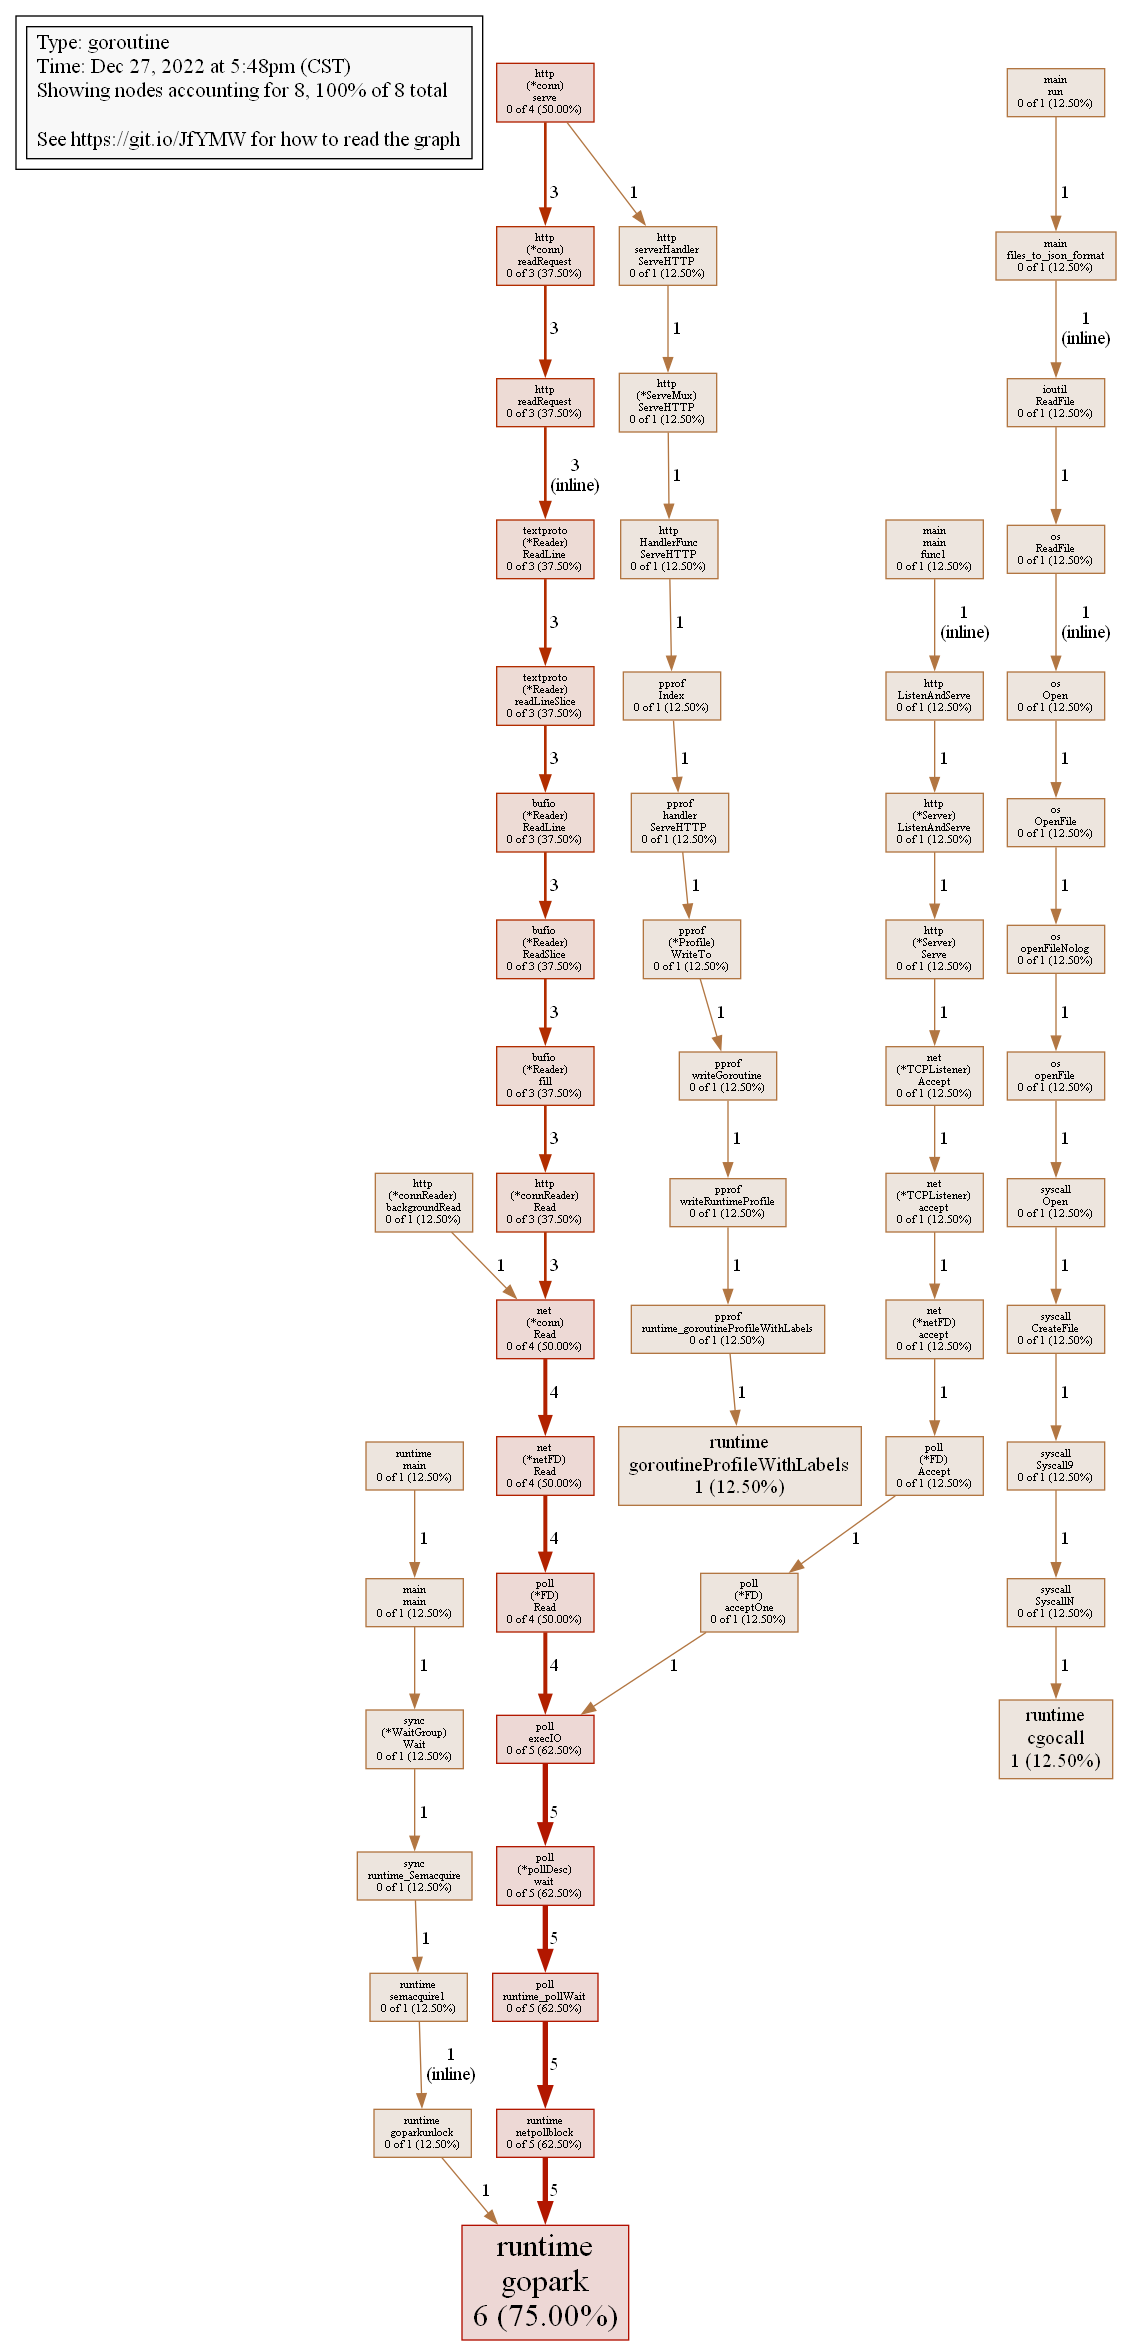 Type: goroutine
Time: Dec 27, 2022 at 5:48pm (CST)
Showing nodes accounting for 8, 100% of 8 total
See https://git.io/JfYMW for how to read the graph
http
(*conn)
serve
0 of 4 (50.00%)
main
run
0 of 1 (12.50%)
3
1
1
http
(*conn)
readRequest
0 of 3 (37.50%)
http
serverHandler
ServeHTTP
0 of 1 (12.50%)
main
files_to_json_format
0 of 1 (12.50%)
3
1
1
(inline)
http
readRequest
0 of 3 (37.50%)
http
(*ServeMux)
ServeHTTP
0 of 1 (12.50%)
ioutil
ReadFile
0 of 1 (12.50%)
3
(inline)
1
1
textproto
(*Reader)
ReadLine
0 of 3 (37.50%)
http
HandlerFunc
ServeHTTP
0 of 1 (12.50%)
main
main
func1
0 of 1 (12.50%)
os
ReadFile
0 of 1 (12.50%)
3
1
1
(inline)
1
(inline)
textproto
(*Reader)
readLineSlice
0 of 3 (37.50%)
pprof
Index
0 of 1 (12.50%)
http
ListenAndServe
0 of 1 (12.50%)
os
Open
0 of 1 (12.50%)
3
1
1
1
bufio
(*Reader)
ReadLine
0 of 3 (37.50%)
pprof
handler
ServeHTTP
0 of 1 (12.50%)
http
(*Server)
ListenAndServe
0 of 1 (12.50%)
os
OpenFile
0 of 1 (12.50%)
3
1
1
1
bufio
(*Reader)
ReadSlice
0 of 3 (37.50%)
pprof
(*Profile)
WriteTo
0 of 1 (12.50%)
http
(*Server)
Serve
0 of 1 (12.50%)
os
openFileNolog
0 of 1 (12.50%)
3
1
1
1
bufio
(*Reader)
fill
0 of 3 (37.50%)
pprof
writeGoroutine
0 of 1 (12.50%)
net
(*TCPListener)
Accept
0 of 1 (12.50%)
os
openFile
0 of 1 (12.50%)
3
1
1
1
http
(*connReader)
backgroundRead
0 of 1 (12.50%)
http
(*connReader)
Read
0 of 3 (37.50%)
pprof
writeRuntimeProfile
0 of 1 (12.50%)
net
(*TCPListener)
accept
0 of 1 (12.50%)
syscall
Open
0 of 1 (12.50%)
1
3
1
1
1
net
(*conn)
Read
0 of 4 (50.00%)
pprof
runtime_goroutineProfileWithLabels
0 of 1 (12.50%)
net
(*netFD)
accept
0 of 1 (12.50%)
syscall
CreateFile
0 of 1 (12.50%)
4
1
1
1
runtime
main
0 of 1 (12.50%)
net
(*netFD)
Read
0 of 4 (50.00%)
runtime
goroutineProfileWithLabels
1 (12.50%)
poll
(*FD)
Accept
0 of 1 (12.50%)
syscall
Syscall9
0 of 1 (12.50%)
1
4
1
1
main
main
0 of 1 (12.50%)
poll
(*FD)
Read
0 of 4 (50.00%)
poll
(*FD)
acceptOne
0 of 1 (12.50%)
syscall
SyscallN
0 of 1 (12.50%)
1
4
1
1
sync
(*WaitGroup)
Wait
0 of 1 (12.50%)
poll
execIO
0 of 5 (62.50%)
runtime
cgocall
1 (12.50%)
1
5
sync
runtime_Semacquire
0 of 1 (12.50%)
poll
(*pollDesc)
wait
0 of 5 (62.50%)
1
5
runtime
semacquire1
0 of 1 (12.50%)
poll
runtime_pollWait
0 of 5 (62.50%)
1
(inline)
5
runtime
goparkunlock
0 of 1 (12.50%)
runtime
netpollblock
0 of 5 (62.50%)
1
5
runtime
gopark
6 (75.00%)